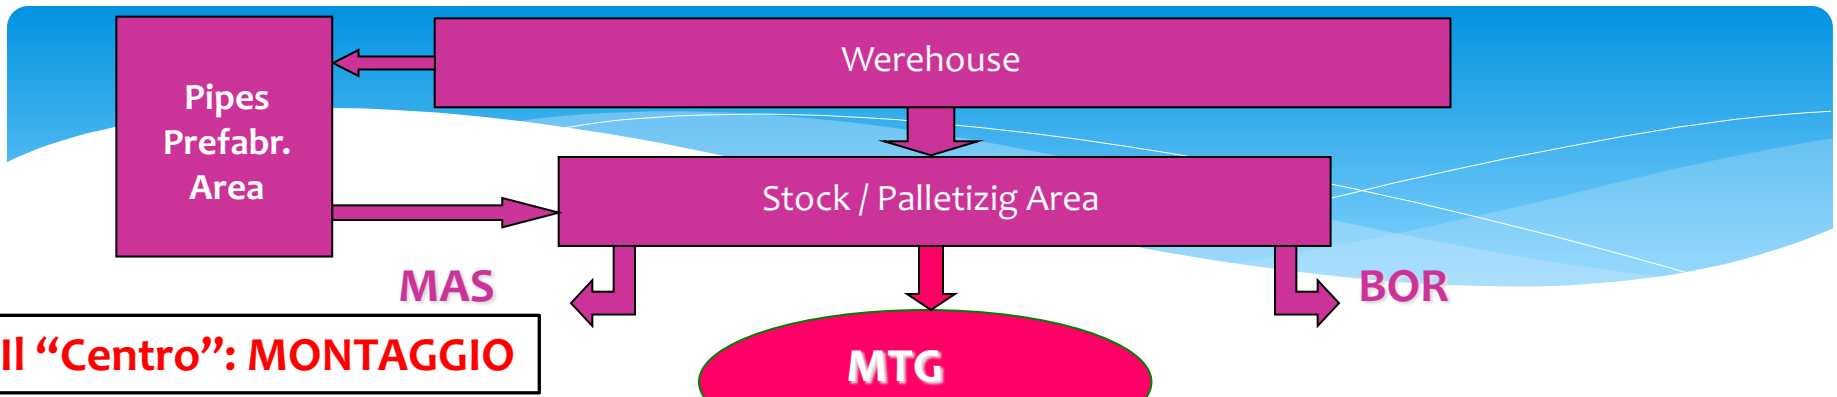 Werehouse
Pipes
Prefabr.
Area
Stock / Palletizig Area
MAS
BOR
Il “Centro”: MONTAGGIO
MTG